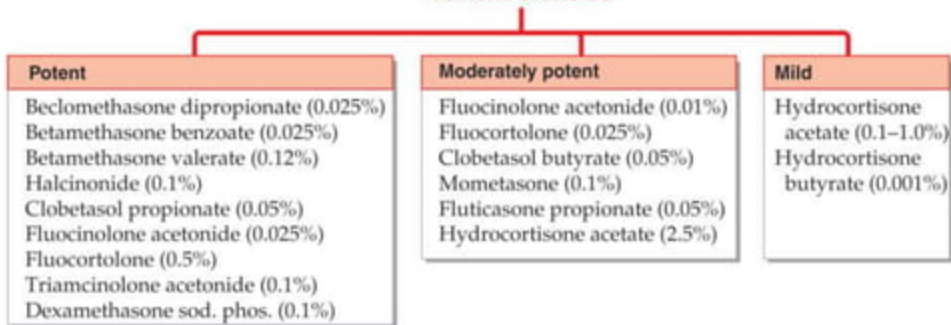 Potent
Beclomethasone dipropionate (0.025%)
Betamethasone benzoate (0.025%)
Betamethasone valerate (0.12%)
Halcinonide (0.1%)
Clobetasol propionate (0.05%)
Fluocinolone acetonide (0.025%)
Fluocortolone (0.5%)
Triamcinolone acetonide (0.1%)
Dexamethasone sod. phos. (0.1%)
Moderately potent
Fluocinolone acetonide (0.01%)
Fluocortolone (0.025%)
Clobetasol butyrate (0.05%)
Mometasone (0.1%)
Fluticasone propionate (0.05%)
Hydrocortisone acetate (2.5%)
Mild
Hydrocortisone
acetate (0.1–1.0%)
Hydrocortisone
butyrate (0.001%)